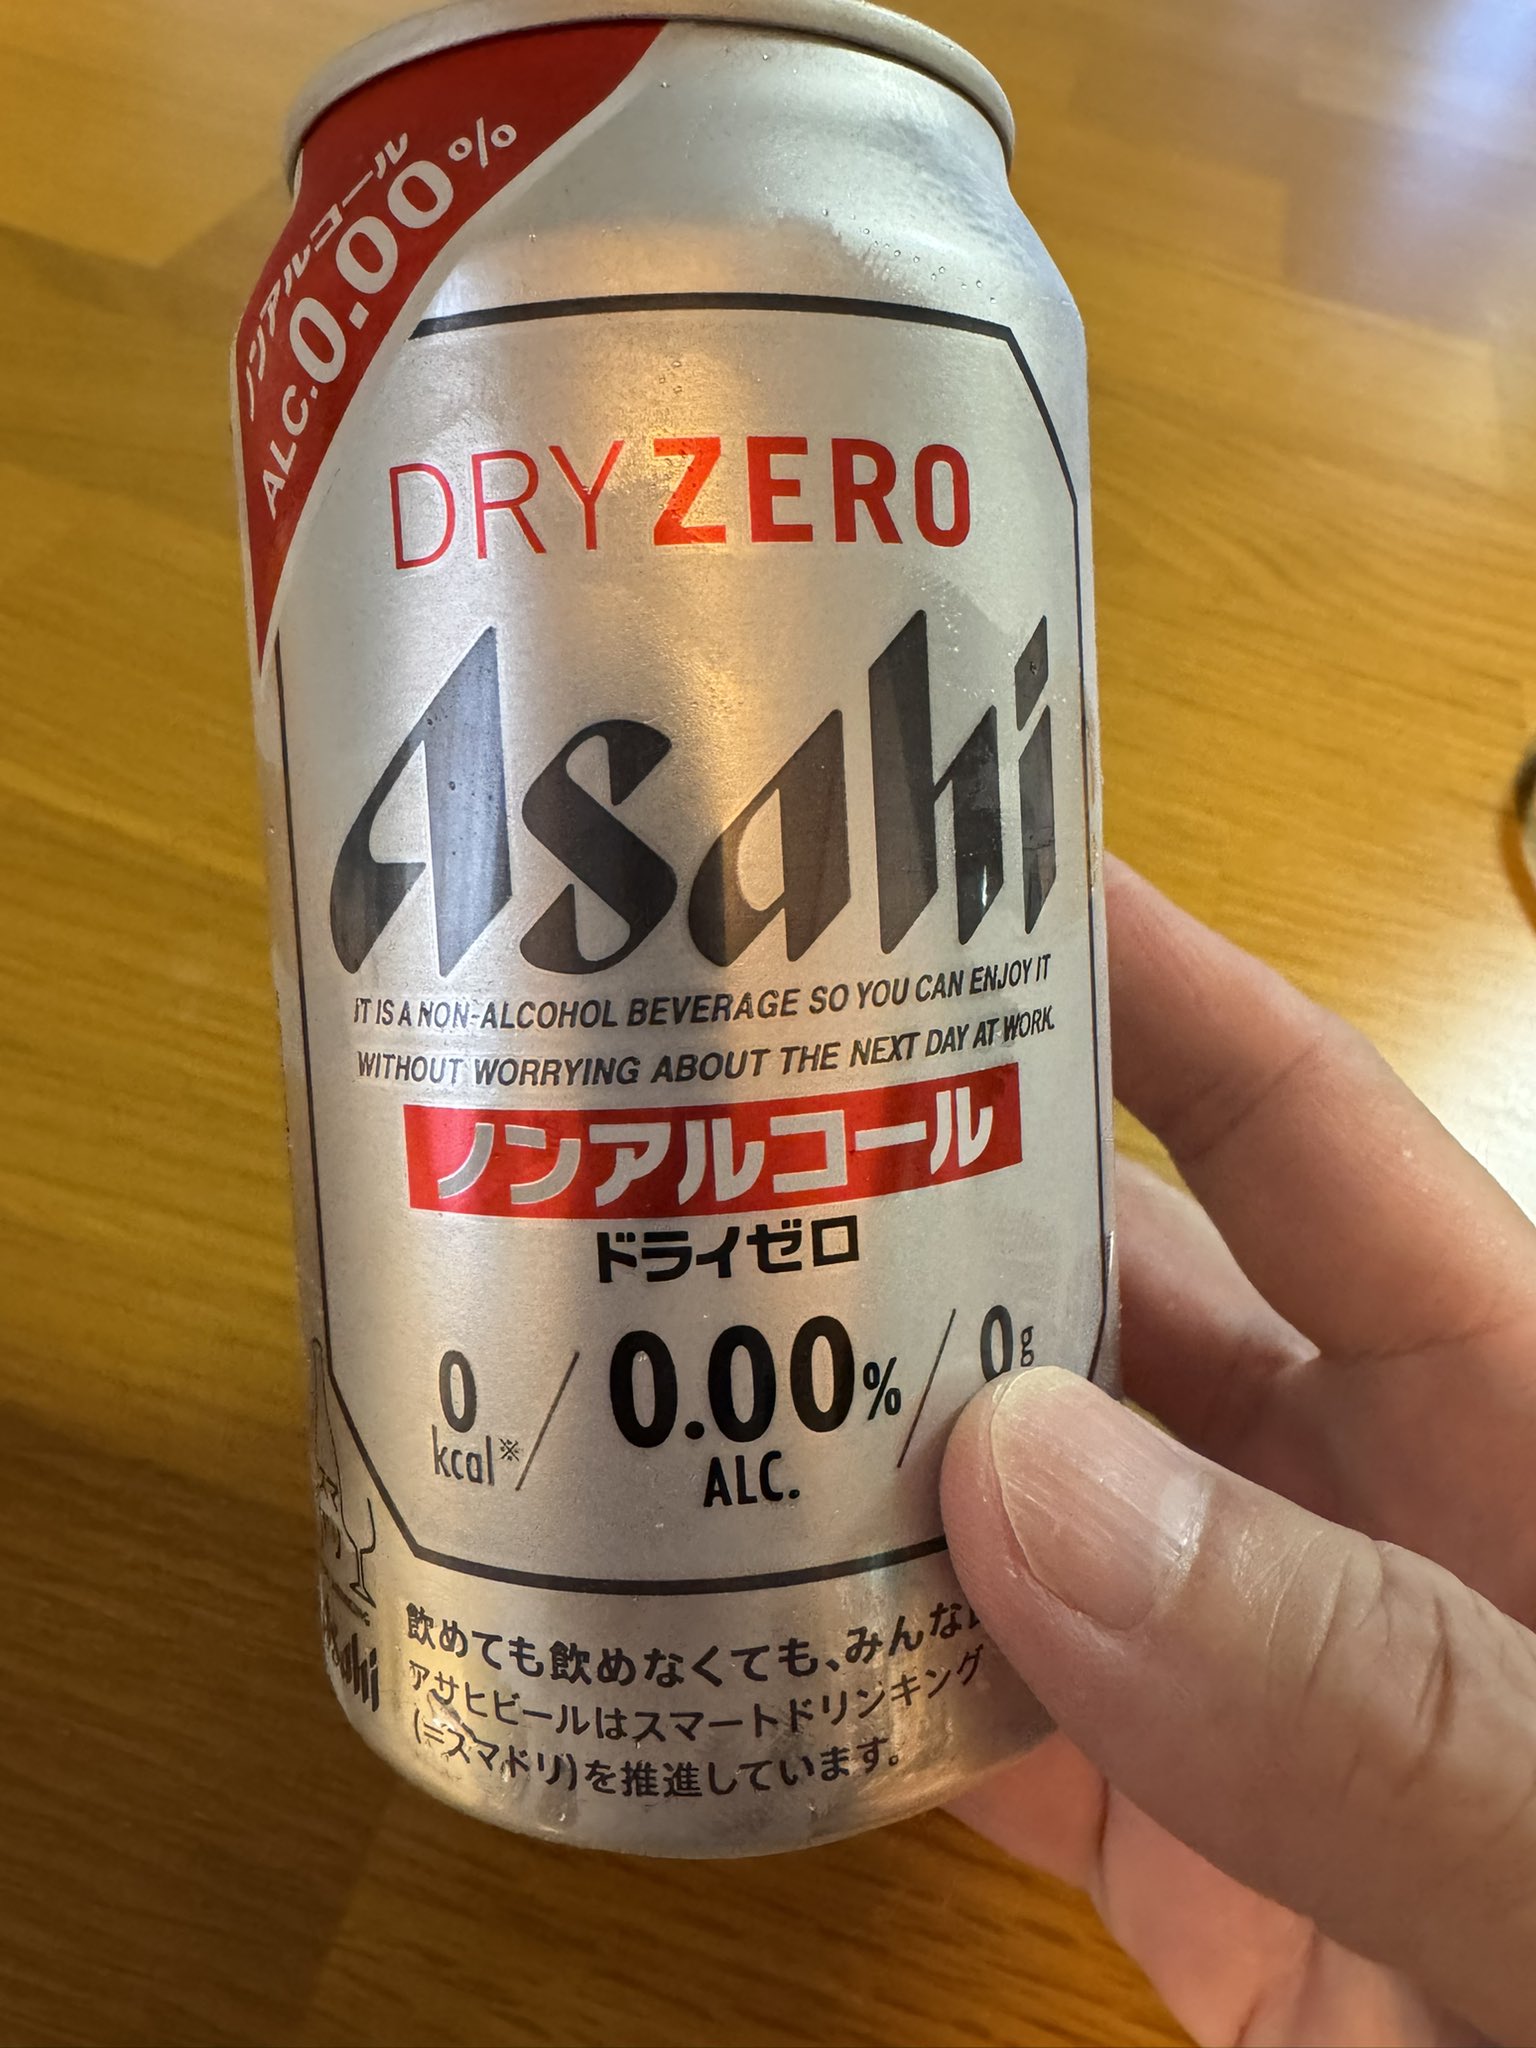 ノンアルコール
ALC.0.00%
DRY ZERO
Asahi
IT IS A NON-ALCOHOL BEVERAGE SO YOU CAN ENJOY IT
WITHOUT WORRYING ABOUT THE NEXT DAY AT WORK.
ノンアルコール
ドライゼロ
0 kcal※ / 0.00% ALC. / 0g
飲めても飲めなくても、みんな
アサヒビールはスマートドリンキング
(=スマドリ)を推進しています。
Asahi